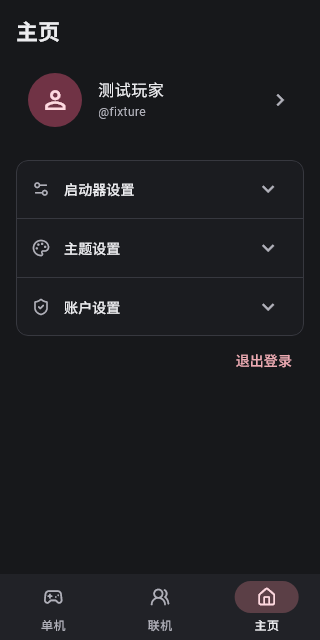 主页
测试玩家
@fixture
启动器设置
主题设置
账户设置
退出登录
单机
联机
主页